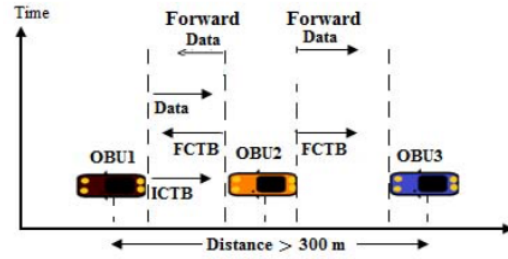 Time
Forward Forward
Data Data
Data
FCTB FCTB
OBU1 OBU2 OBU3
ICTB
Distance > 300 m